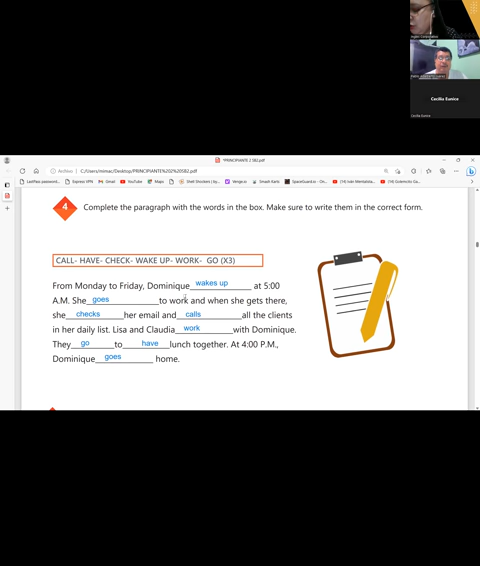 Cecilia Eunice
Cecilia Eunice
*PRINCIPIANTE 2 SB2.pdf
Archivo
C:/Users/mimac/Desktop/PRINCIPIANTE%202%20SB2.pdf
LastPass password...
Express VPN
Gmail
YouTube
Maps
Smash Karts
4
Complete the paragraph with the words in the box. Make sure to write them in the correct form.
CALL- HAVE- CHECK- WAKE UP- WORK- GO (X3)
From Monday to Friday, Dominique wakes up at 5:00
A.M. She goes to work and when she gets there,
she checks her email and calls all the clients
in her daily list. Lisa and Claudia work with Dominique.
They go to have lunch together. At 4:00 P.M.,
Dominique goes home.